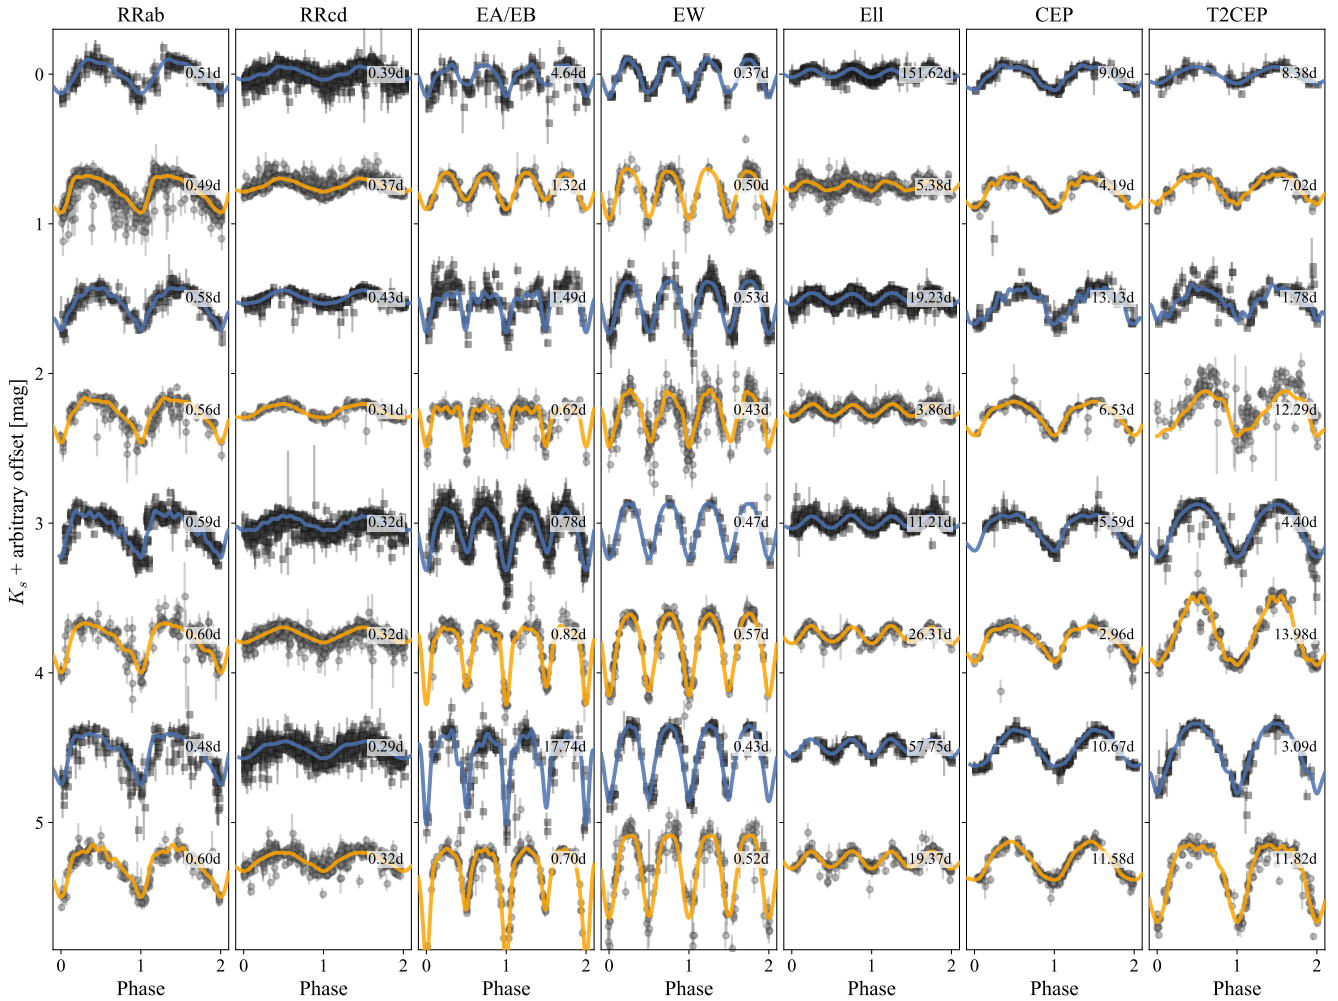 RRab RRcd EA/EB EW Ell CEP T2CEP
0 0.51d 0.39d 4.64d 0.37d 151.62d 9.09d 8.38d
0.49d 0.37d 1.32d 0.50d 5.38d 4.19d 7.02d
1
0.58d 0.43d 1.49d 0.53d 19.23d 13.13d 1.78d
2
0.56d 0.31d 0.62d 0.43d 3.86d 6.53d 12.29d
3 0.59d 0.32d 0.78d 0.47d 11.21d 5.59d 4.40d
0.60d 0.32d 0.82d 0.57d 26.31d 2.96d 13.98d
4
0.48d 0.29d 17.74d 0.43d 57.75d 10.67d 3.09d
5
0.60d 0.32d 0.70d 0.52d 19.37d 11.58d 11.82d
K_s + arbitrary offset [mag]
0 1 2 0 1 2 0 1 2 0 1 2 0 1 2 0 1 2 0 1 2
Phase Phase Phase Phase Phase Phase Phase